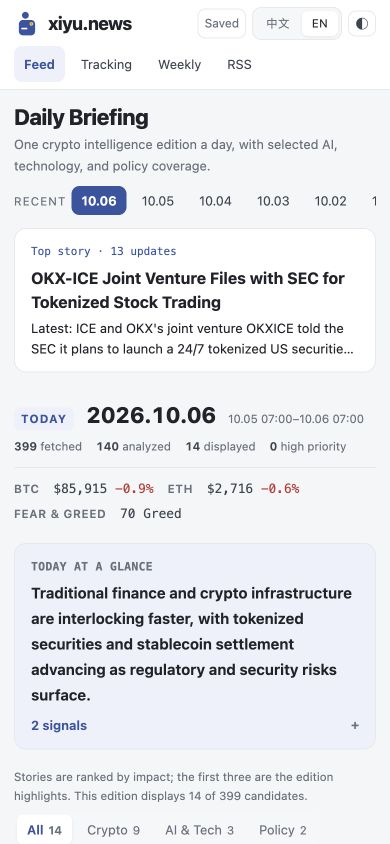 xiyu.news
Saved
中文
EN
Feed
Tracking
Weekly
RSS
Daily Briefing
One crypto intelligence edition a day, with selected AI,
technology, and policy coverage.
RECENT 10.06 10.05 10.04 10.03 10.02
Top story · 13 updates
OKX-ICE Joint Venture Files with SEC for
Tokenized Stock Trading
Latest: ICE and OKX's joint venture OKXICE told the
SEC it plans to launch a 24/7 tokenized US securitie…
TODAY 2026.10.06 10.05 07:00–10.06 07:00
399 fetched 140 analyzed 14 displayed 0 high priority
BTC $85,915 −0.9% ETH $2,716 −0.6%
FEAR & GREED 70 Greed
TODAY AT A GLANCE
Traditional finance and crypto infrastructure
are interlocking faster, with tokenized
securities and stablecoin settlement
advancing as regulatory and security risks
surface.
2 signals +
Stories are ranked by impact; the first three are the edition
highlights. This edition displays 14 of 399 candidates.
All 14 Crypto 9 AI & Tech 3 Policy 2